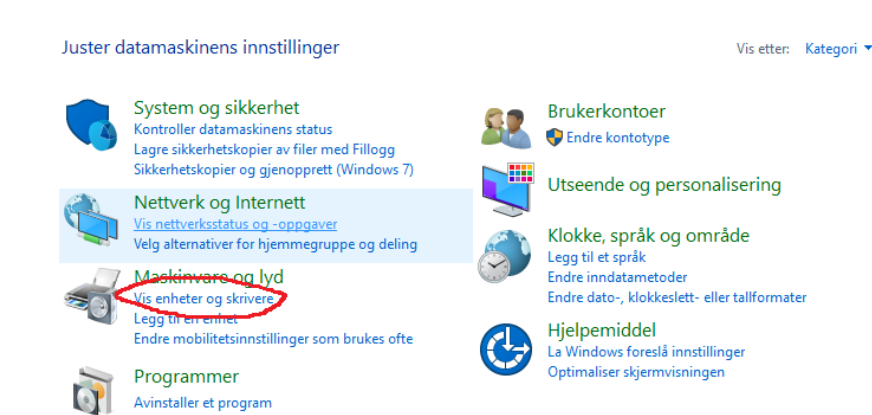 Juster datamaskinens innstillinger
Vis etter: Kategori
System og sikkerhet
Kontroller datamaskinens status
Lagre sikkerhetskopier av filer med Fillogg
Sikkerhetskopier og gjenopprett (Windows 7)
Nettverk og Internett
Vis nettverksstatus og -oppgaver
Velg alternativer for hjemmegruppe og deling
Maskinvare og lyd
Vis enheter og skrivere
Legg til en enhet
Endre mobilitetsinnstillinger som brukes ofte
Programmer
Avinstaller et program
Brukerkontoer
Endre kontotype
Utseende og personalisering
Klokke, språk og område
Legg til et språk
Endre inndatametoder
Endre dato-, klokkeslett- eller tallformater
Hjelpemiddel
La Windows foreslå innstillinger
Optimaliser skjermvisningen